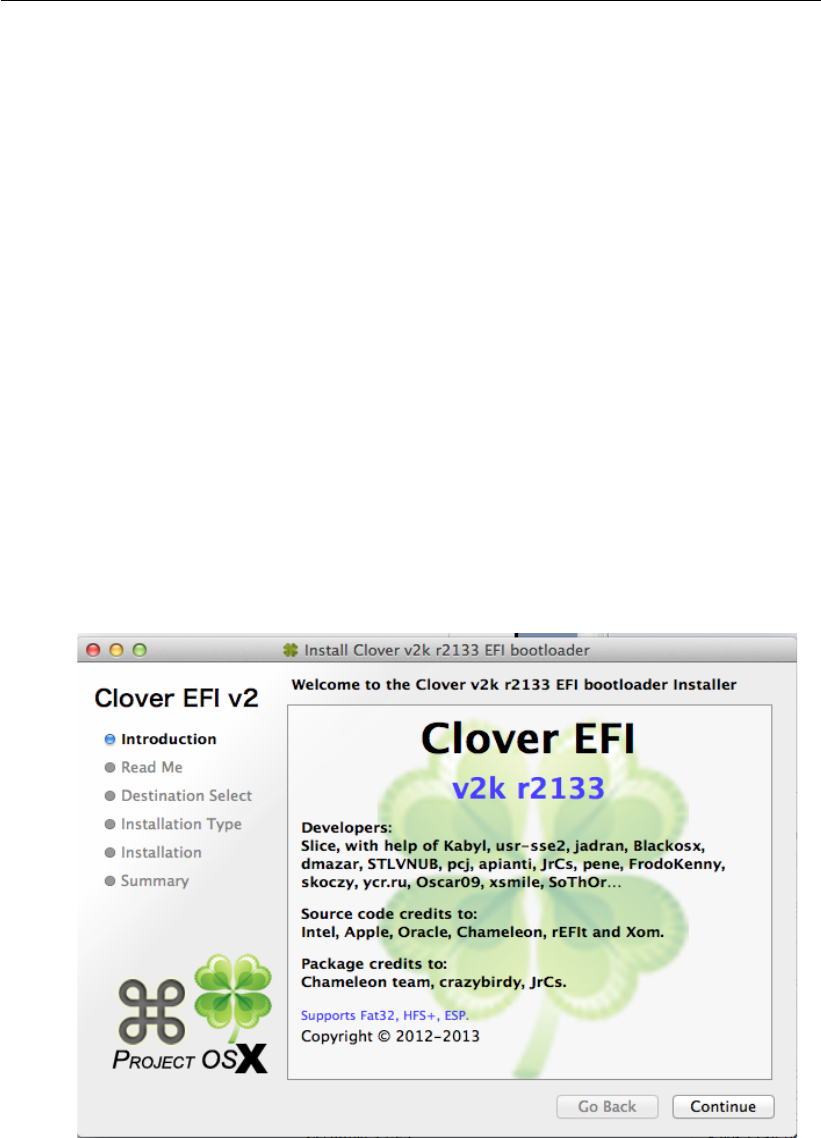 Install Clover v2k r2133 EFI bootloader
Clover EFI v2
Introduction
Read Me
Destination Select
Installation Type
Installation
Summary
PROJECT OSX
Welcome to the Clover v2k r2133 EFI bootloader Installer
Clover EFI
v2k r2133
Developers:
Slice, with help of Kabyl, usr-sse2, jadran, Blackosx,
dmazar, STLVNUB, pcj, apianti, JrCs, pene, FrodoKenny,
skoczy, ycr.ru, Oscar09, xsmile, SoThOr...
Source code credits to:
Intel, Apple, Oracle, Chameleon, rEFIt and Xom.
Package credits to:
Chameleon team, crazybirdy, JrCs.
Supports Fat32, HFS+, ESP.
Copyright © 2012-2013
Go Back
Continue